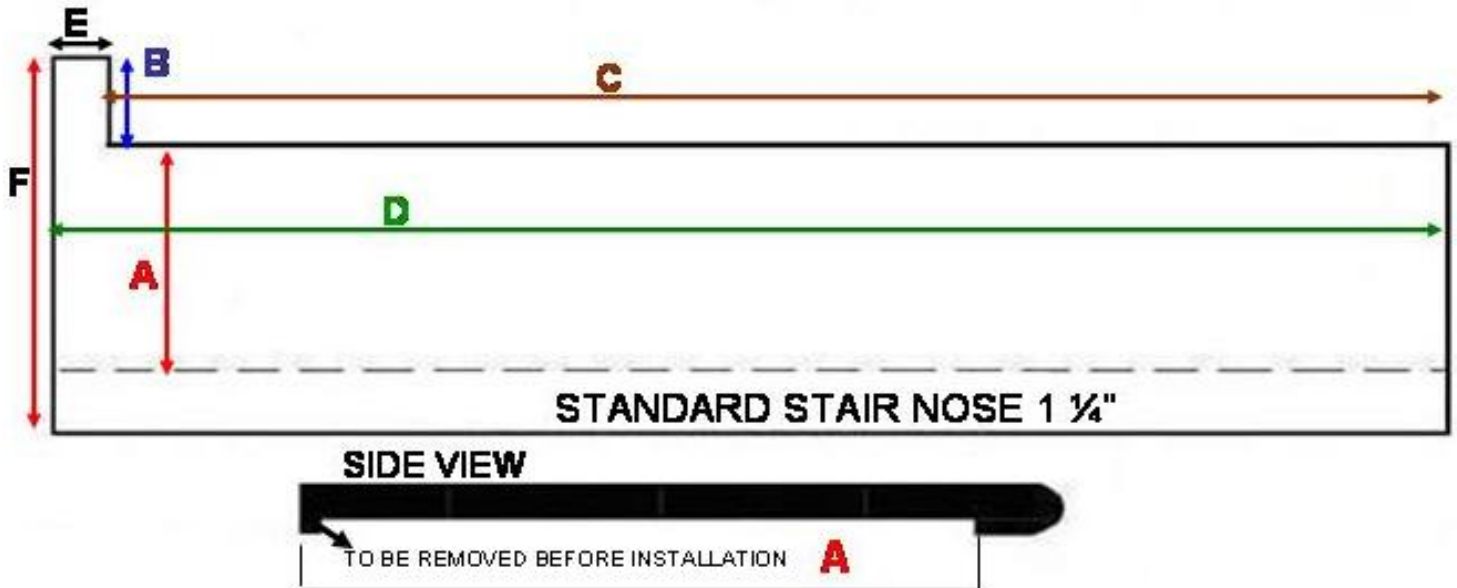 E
B
C
F
D
A
STANDARD STAIR NOSE 1 ¼"
SIDE VIEW
TO BE REMOVED BEFORE INSTALLATION A